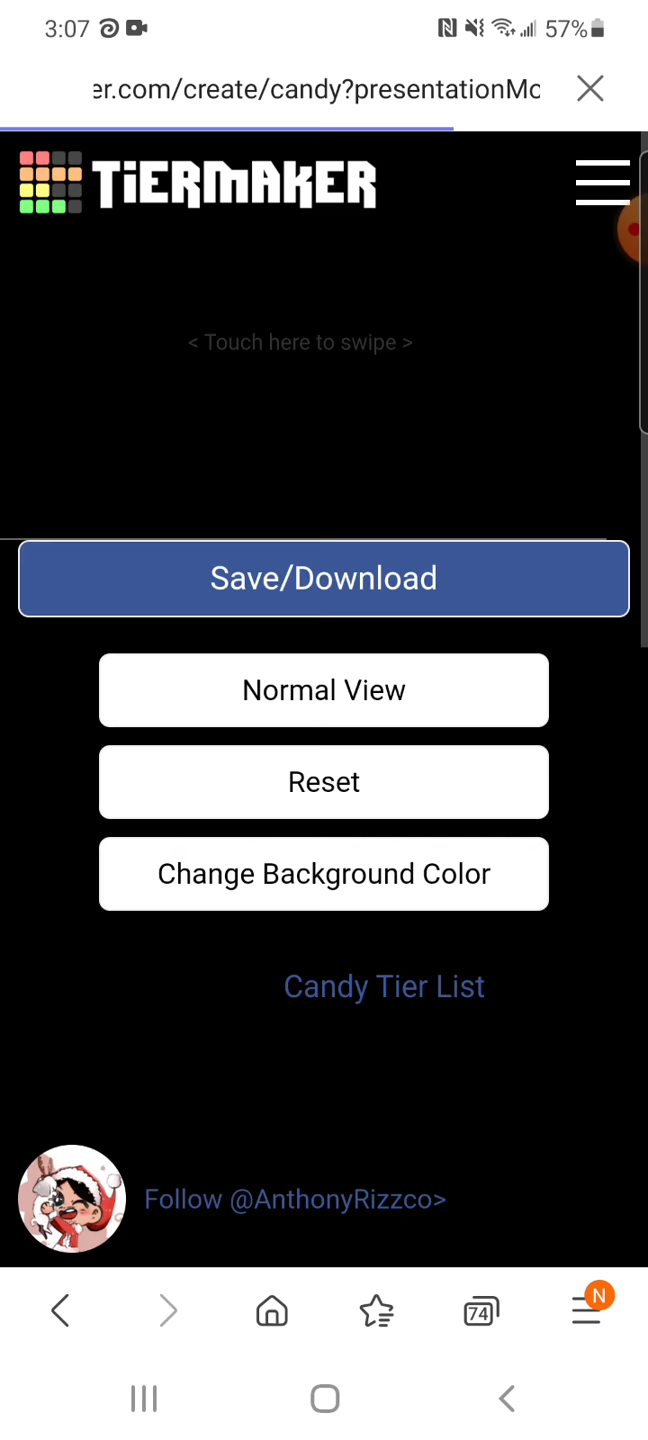 3:07 57%
er.com/create/candy?presentationMo
TiERMAKER
< Touch here to swipe >
Save/Download
Normal View
Reset
Change Background Color
Candy Tier List
Follow @AnthonyRizzco>
74 N